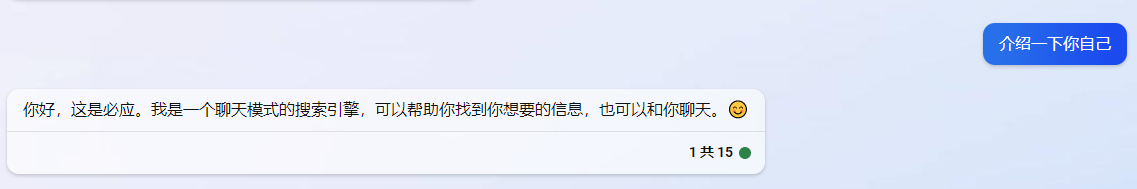 介绍一下你自己
你好，这是必应。我是一个聊天模式的搜索引擎，可以帮助你找到你想要的信息，也可以和你聊天。😊
1 共 15